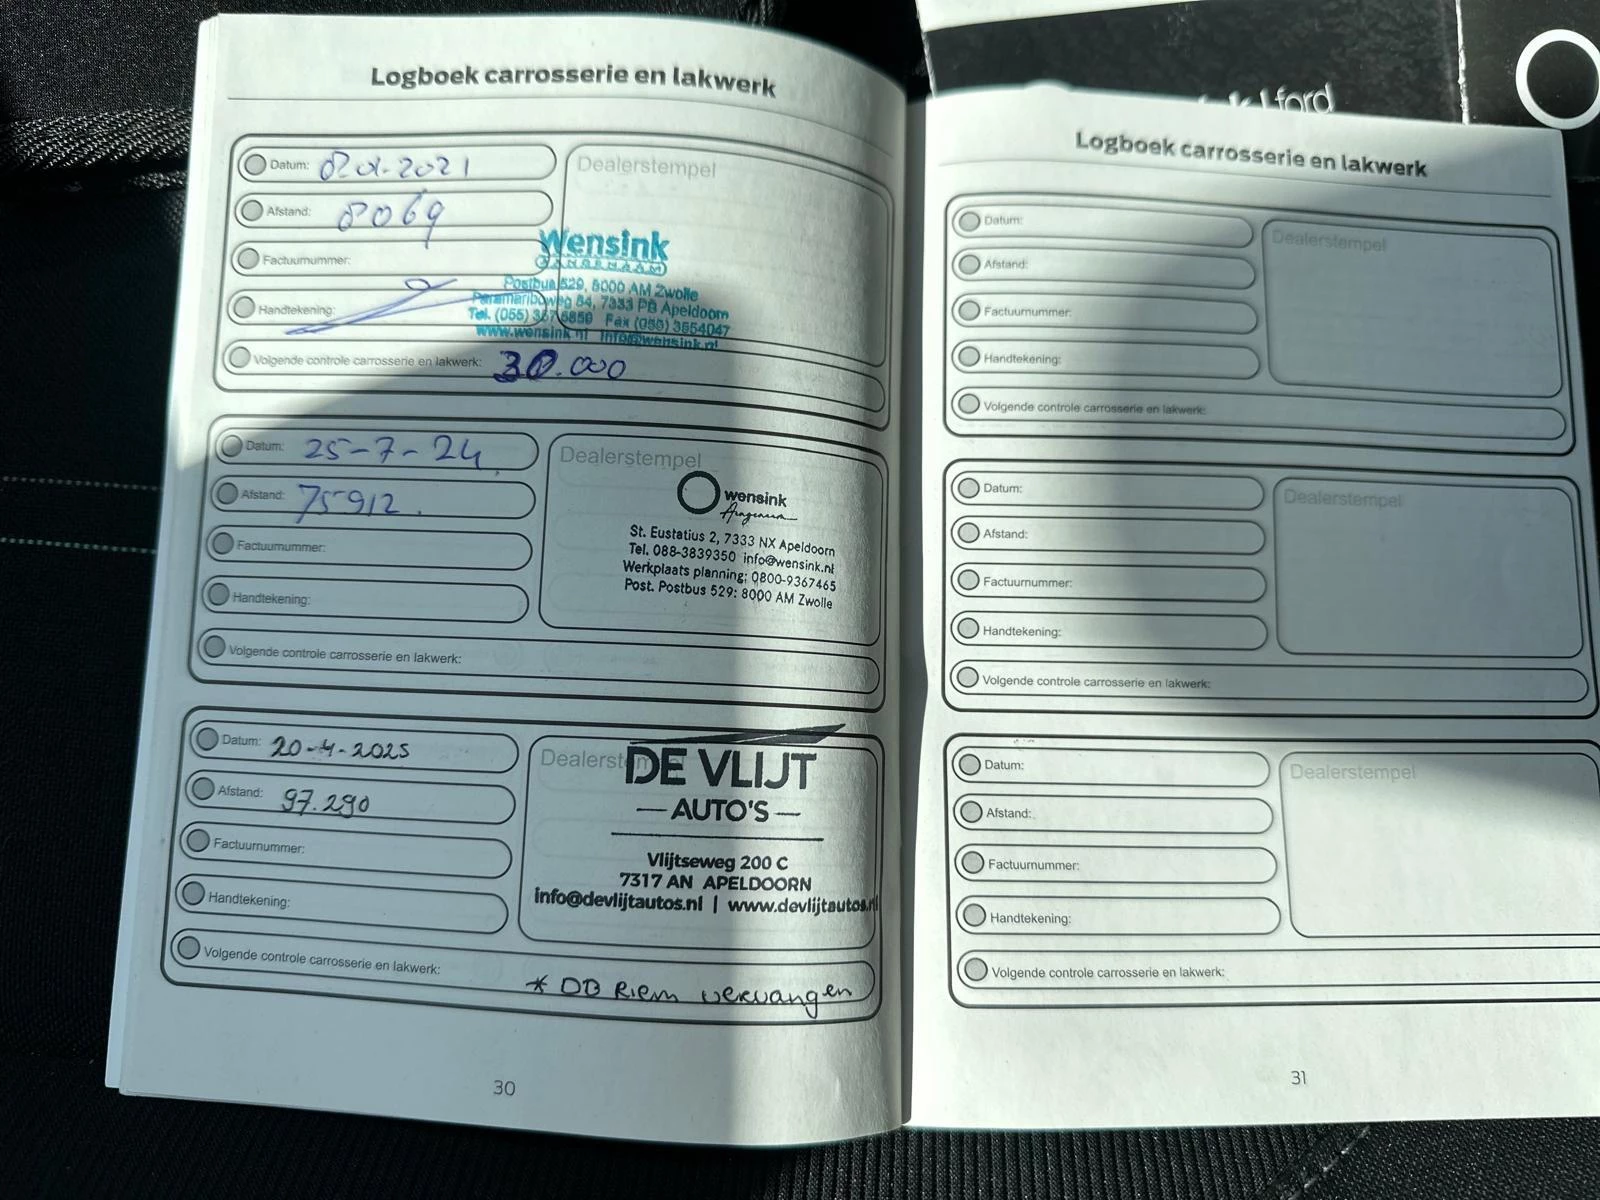 Logboek carrosserie en lakwerk
Datum: 08-01-2021
Afstand: 8069
Factuurnummer:
Handtekening:
Dealerstempel
Wensink
Postbus 529, 8000 AM Zwolle
Paramariboweg 84, 7333 PB Apeldoorn
www.wensink.nl info@wensink.nl
Volgende controle carrosserie en lakwerk: 30.000
Datum: 25-7-24
Afstand: 75912.
Factuurnummer:
Handtekening:
Dealerstempel
wensink
St. Eustatius 2, 7333 NX Apeldoorn
Tel. 088-3839350 info@wensink.nl
Werkplaats planning: 0800-9367465
Post. Postbus 529: 8000 AM Zwolle
Volgende controle carrosserie en lakwerk:
Datum: 20-4-2025
Afstand: 97.290
Factuurnummer:
Handtekening:
Dealerstempel
DE VLIJT
AUTO'S
Vlijtseweg 200 C
7317 AN APELDOORN
info@devlijtautos.nl | www.devlijtautos.nl
Volgende controle carrosserie en lakwerk:
* DB Riem vervangen
30
ford
Logboek carrosserie en lakwerk
Datum:
Afstand:
Factuurnummer:
Handtekening:
Dealerstempel
Volgende controle carrosserie en lakwerk:
Datum:
Afstand:
Factuurnummer:
Handtekening:
Dealerstempel
Volgende controle carrosserie en lakwerk:
Datum:
Afstand:
Factuurnummer:
Handtekening:
Dealerstempel
Volgende controle carrosserie en lakwerk:
31